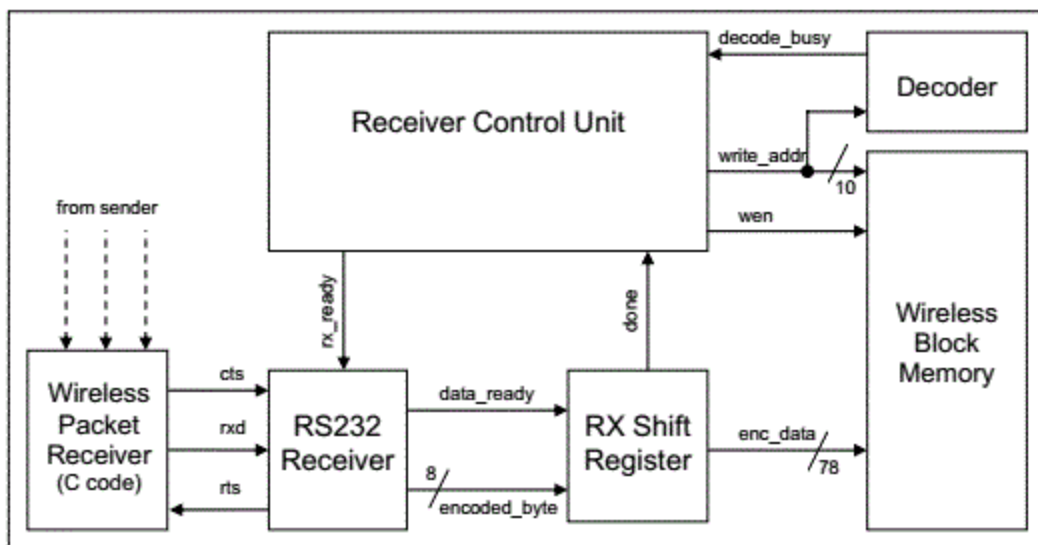 decode_busy
Decoder
Receiver Control Unit
write_addr
10
from sender
wen
rx_ready
done
Wireless
Block
Memory
Wireless
Packet
Receiver
(C code)
cts
rxd
rts
RS232
Receiver
data_ready
8
encoded_byte
RX Shift
Register
enc_data
78